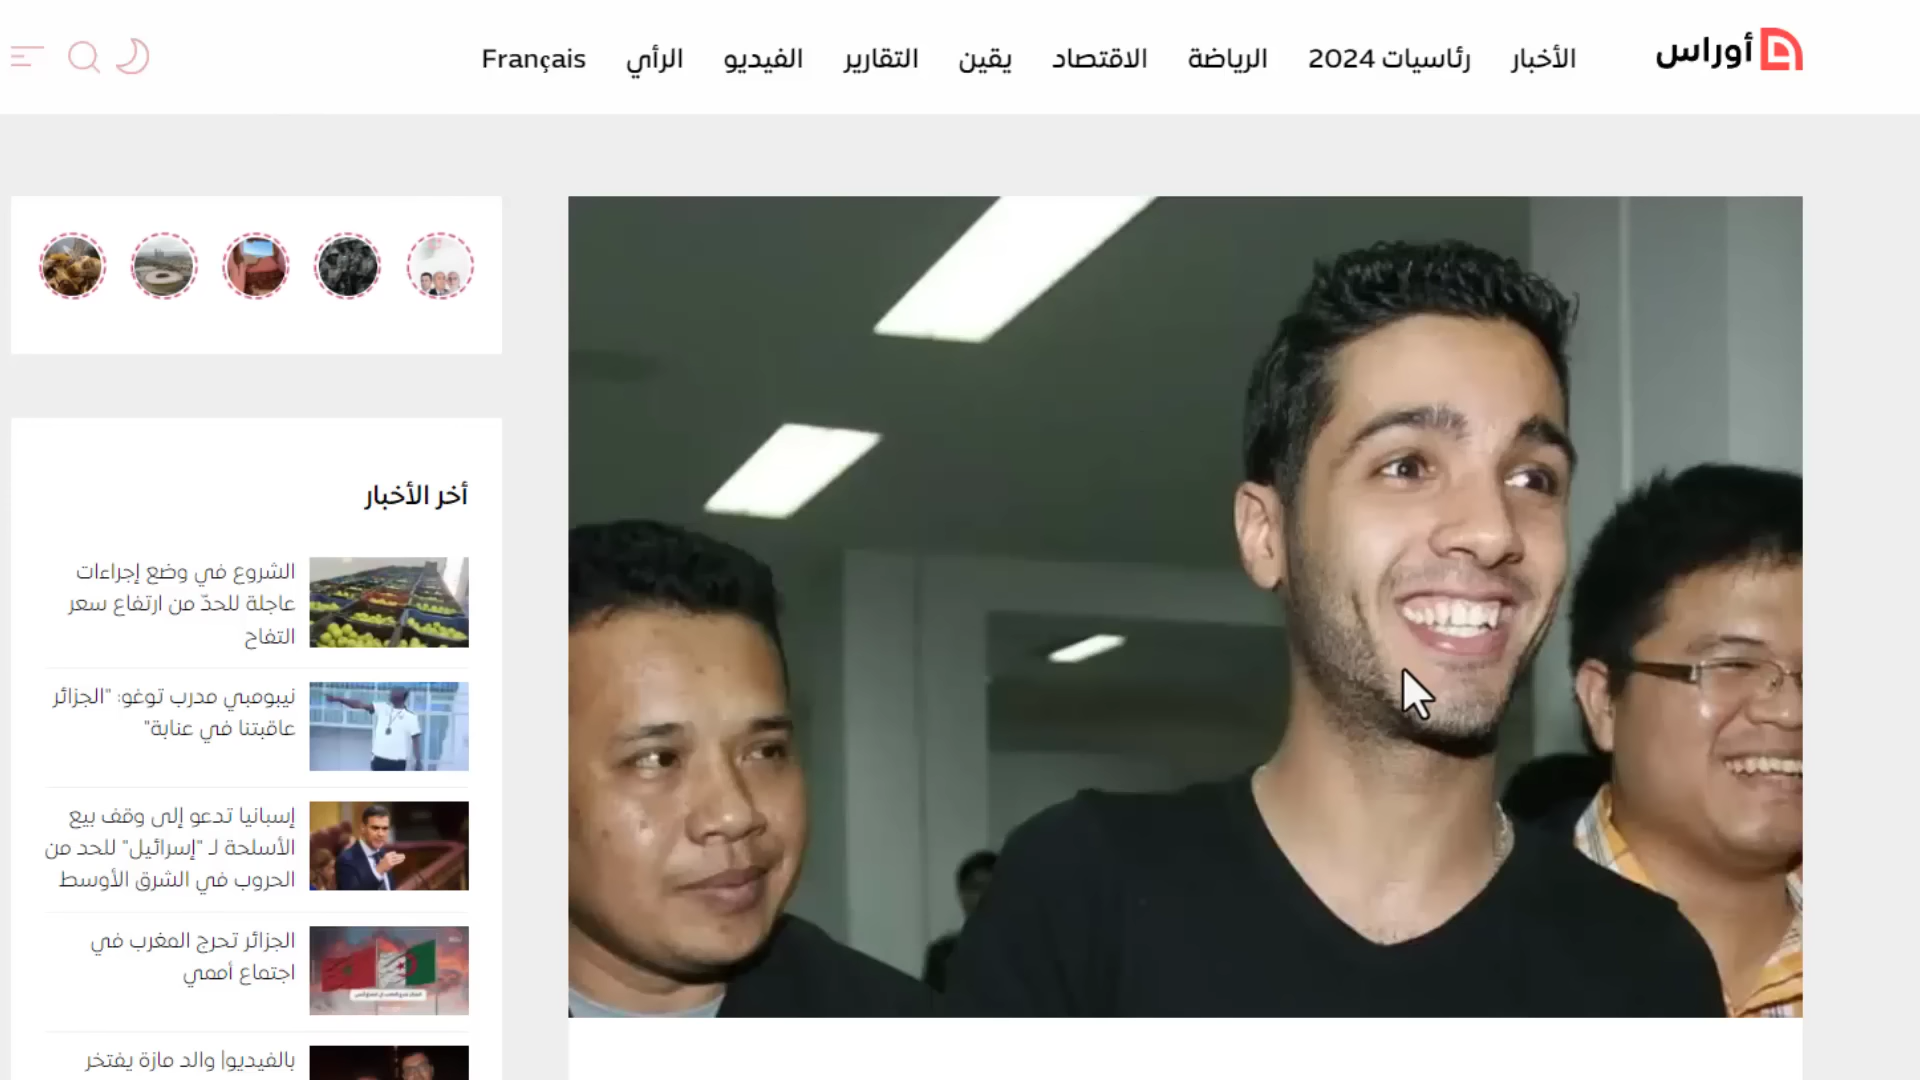 أوراس
الأخبار
رئاسيات 2024
الرياضة
الاقتصاد
يقين
التقارير
الفيديو
الرأي
Français
أخر الأخبار
الشروع في وضع إجراءات
عاجلة للحدّ من ارتفاع سعر
التفاح
نيبومبي مدرب توغو: "الجزائر
عاقبتنا في عنابة"
إسبانيا تدعو إلى وقف بيع
الأسلحة لـ "إسرائيل" للحد من
الحروب في الشرق الأوسط
الجزائر تحرج المغرب في
اجتماع أممي
بالفيديو| والد مازة يفتخر